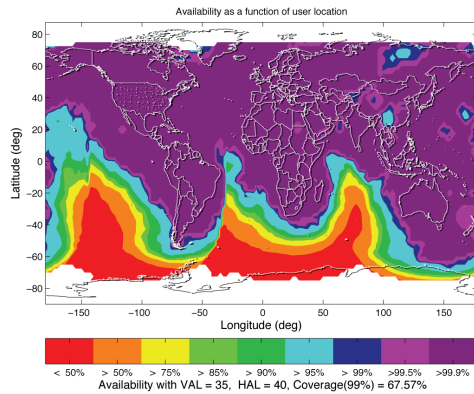 Availability as a function of user location
80
60
40
20
0
−20
−40
−60
−80
Latitude (deg)
−150 −100 −50 0 50 100 150
Longitude (deg)
< 50% > 50% > 75% > 85% > 90% > 95% > 99% >99.5% >99.9%
Availability with VAL = 35, HAL = 40, Coverage(99%) = 67.57%